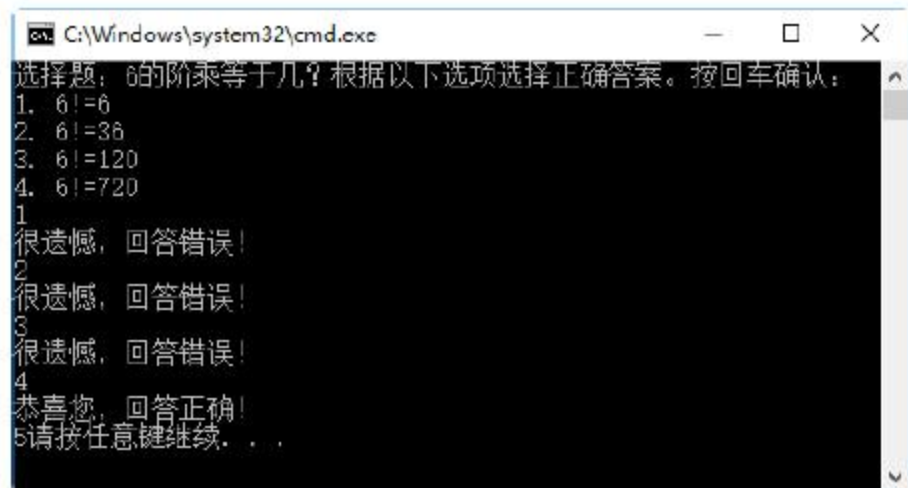 C:\Windows\system32\cmd.exe
选择题：6的阶乘等于几？根据以下选项选择正确答案。按回车确认：
1. 6!=6
2. 6!=36
3. 6!=120
4. 6!=720
1
很遗憾，回答错误!
2
很遗憾，回答错误!
3
很遗憾，回答错误!
4
恭喜您，回答正确!
5请按任意键继续. . .